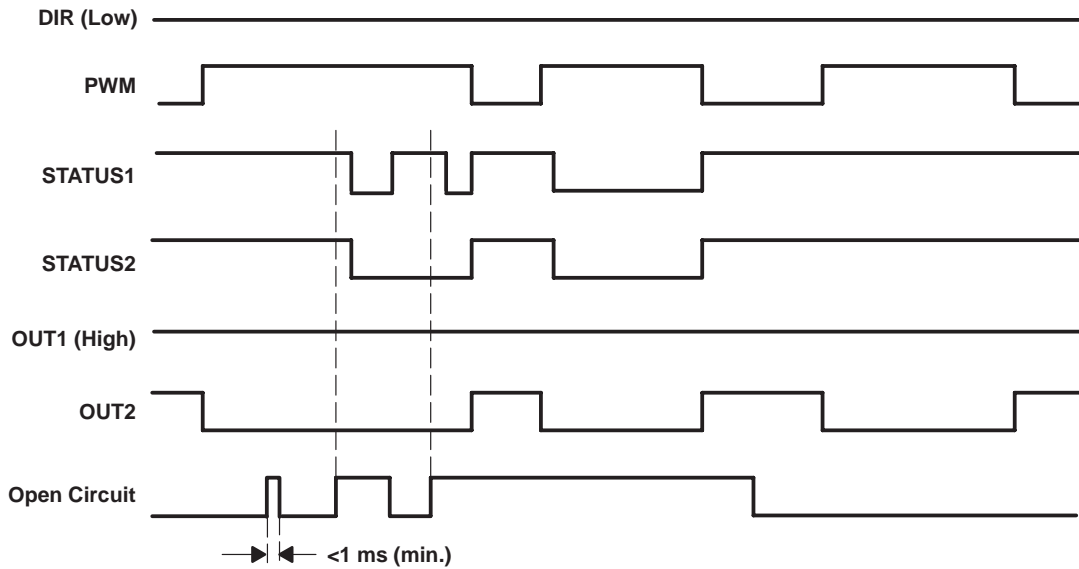 DIR (Low)
PWM
STATUS1
STATUS2
OUT1 (High)
OUT2
Open Circuit
<1 ms (min.)